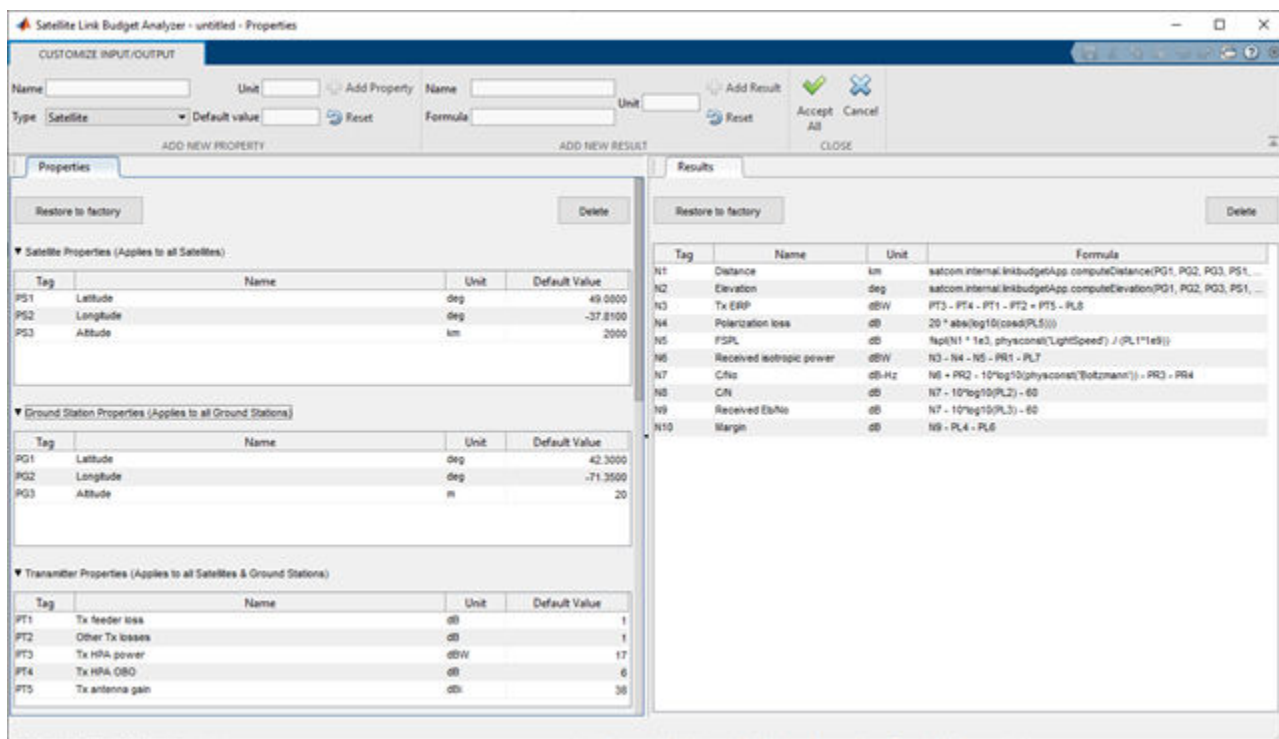 Satellite Link Budget Analyzer - untitled - Properties
CUSTOMIZE INPUT/OUTPUT
Name Unit Add Property
Type Satellite Default value Reset
ADD NEW PROPERTY
Name Unit Add Result
Formula Reset
ADD NEW RESULT
Accept All Cancel
CLOSE
Properties
Restore to factory Delete
Satellite Properties (Applies to all Satellites)
Tag Name Unit Default Value
PS1 Latitude deg 49.0800
PS2 Longitude deg -37.8100
PS3 Altitude km 2000
Ground Station Properties (Applies to all Ground Stations)
Tag Name Unit Default Value
PG1 Latitude deg 42.3000
PG2 Longitude deg -71.3500
PG3 Altitude m 20
Transmitter Properties (Applies to all Satellites & Ground Stations)
Tag Name Unit Default Value
PT1 Tx feeder loss dB 1
PT2 Other Tx losses dB 1
PT3 Tx HPA power dBW 17
PT4 Tx HPA OBO dB 6
PT5 Tx antenna gain dBi 38
Results
Restore to factory Delete
Tag Name Unit Formula
N1 Distance km satcom.internal.linkbudgetApp.computeDistance(PG1, PG2, PG3, PS1, ...
N2 Elevation deg satcom.internal.linkbudgetApp.computeElevation(PG1, PG2, PG3, PS1, ...
N3 Tx EIRP dBW PT3 - PT4 - PT1 - PT2 + PT5 - PL8
N4 Polarization loss dB 20 * abs(log10(cosd(PL5)))
N5 FSPL dB fspl(N1 * 1e3, physconst('LightSpeed') ./ (PL1*1e9))
N6 Received isotropic power dBW N3 - N4 - N5 - PR1 - PL7
N7 C/No dB-Hz N6 + PR2 - 10*log10(physconst('Boltzmann')) - PR3 - PR4
N8 C/N dB N7 - 10*log10(PL2) - 60
N9 Received Eb/No dB N7 - 10*log10(PL3) - 60
N10 Margin dB N9 - PL4 - PL6